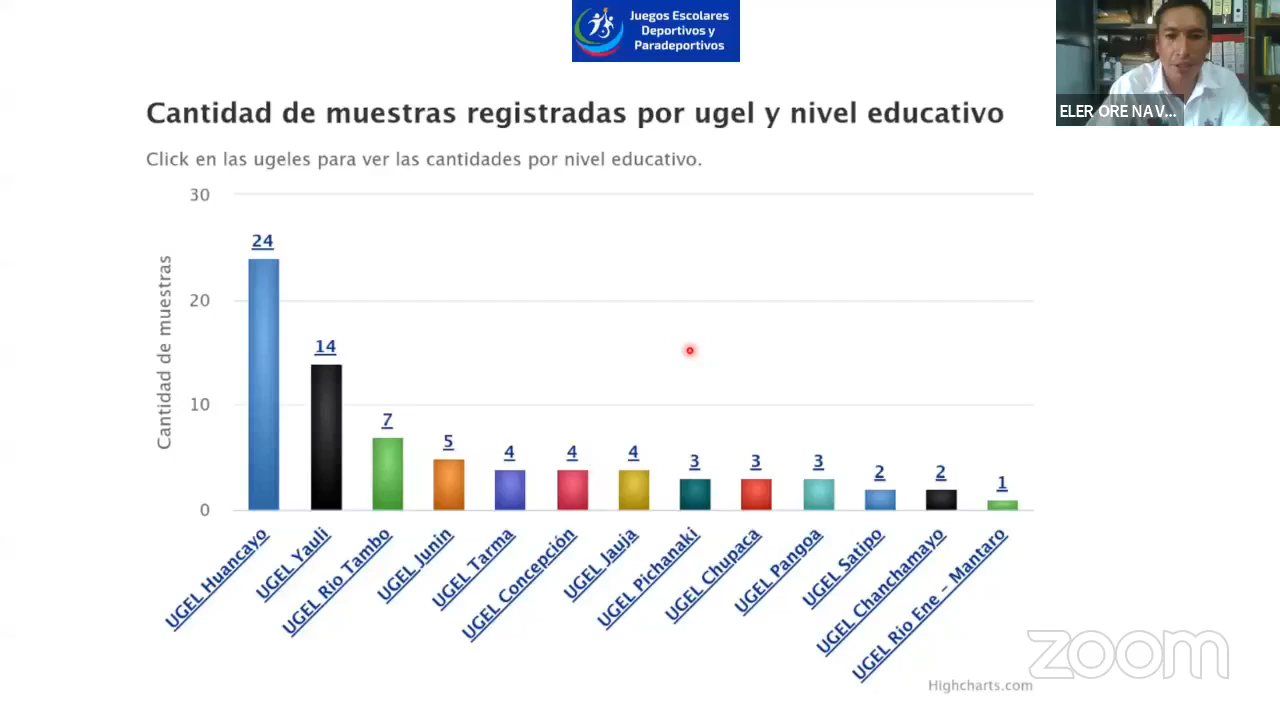 Juegos Escolares
Deportivos y
Paradeportivos
ELER ORE NAV...
Cantidad de muestras registradas por ugel y nivel educativo
Click en las ugeles para ver las cantidades por nivel educativo.
Cantidad de muestras
30
20
10
0
24
14
7
5
4
4
4
3
3
3
2
2
1
UGEL Huancayo
UGEL Yauli
UGEL Rio Tambo
UGEL Junin
UGEL Tarma
UGEL Concepción
UGEL Jauja
UGEL Pichanaki
UGEL Chupaca
UGEL Pangoa
UGEL Satipo
UGEL Chanchamayo
UGEL Rio Ene - Mantaro
zoom
Highcharts.com